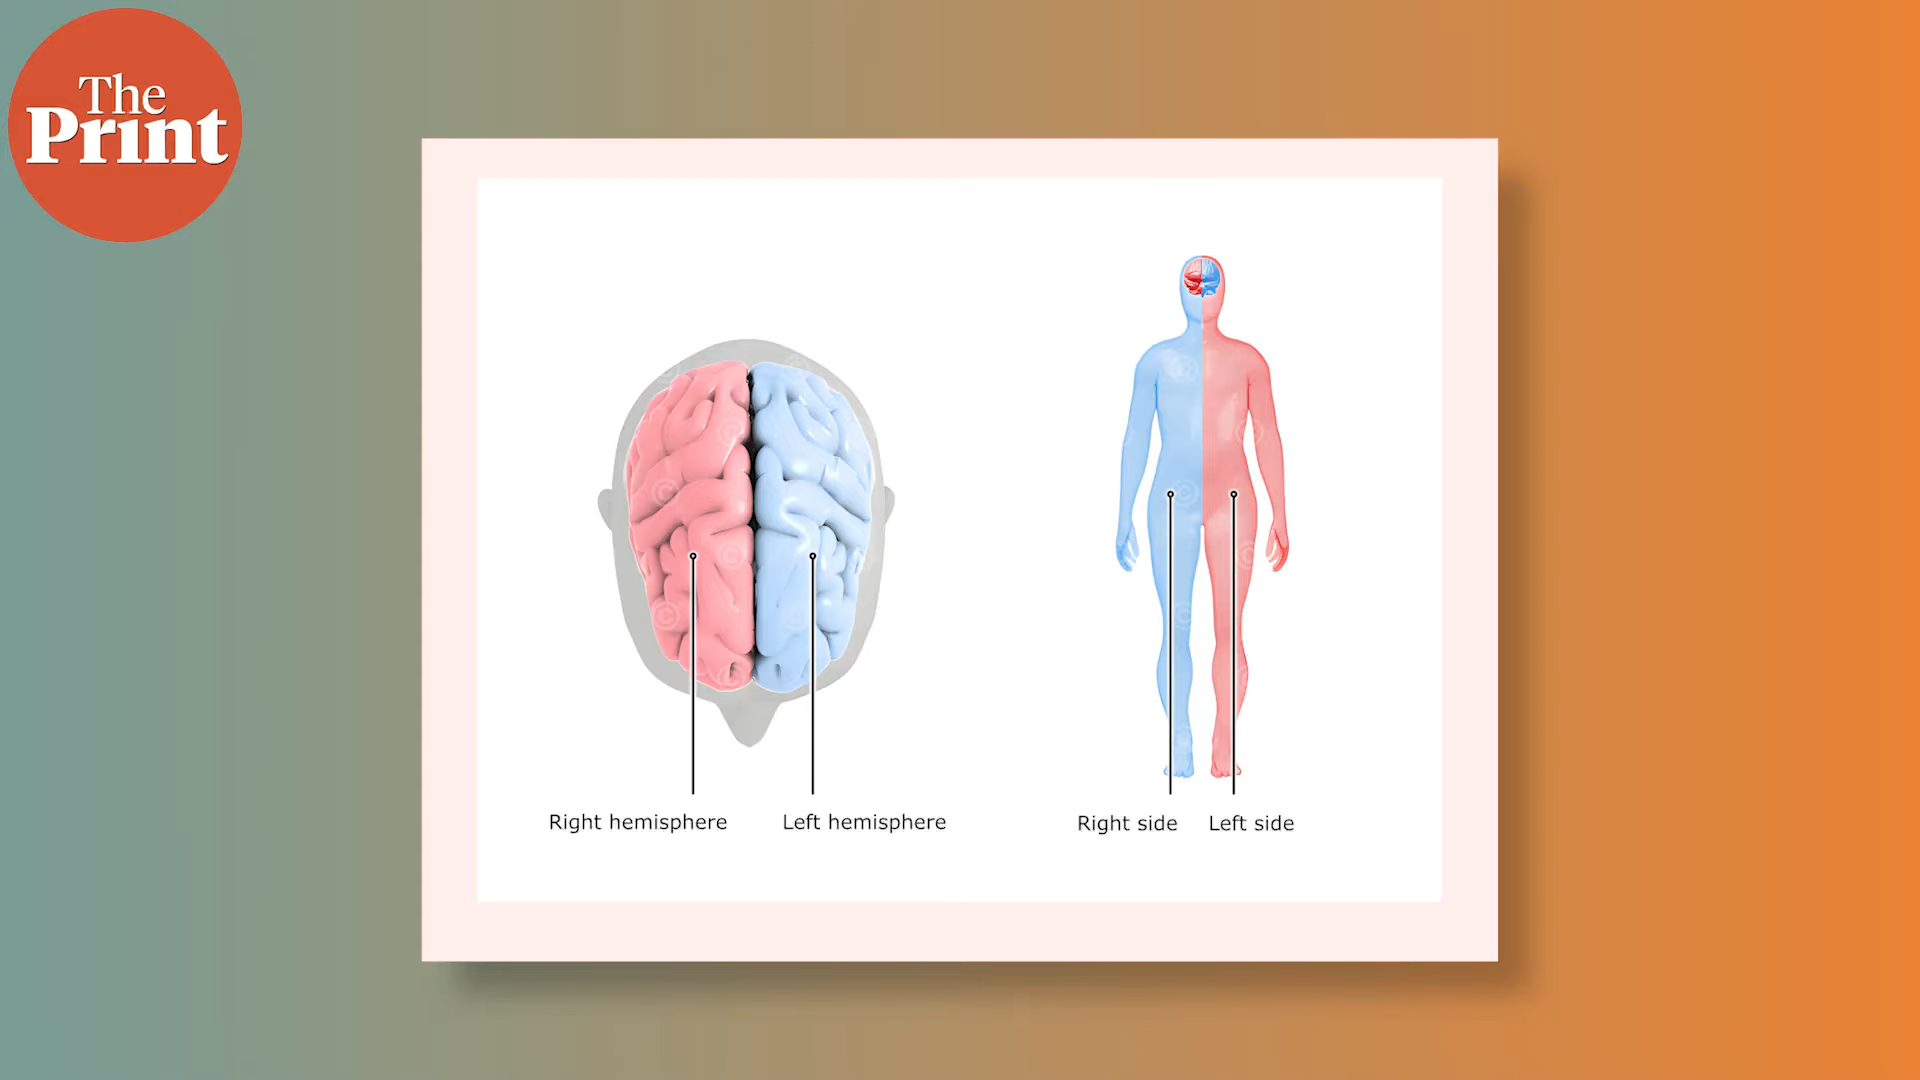 The
Print
Right hemisphere
Left hemisphere
Right side
Left side